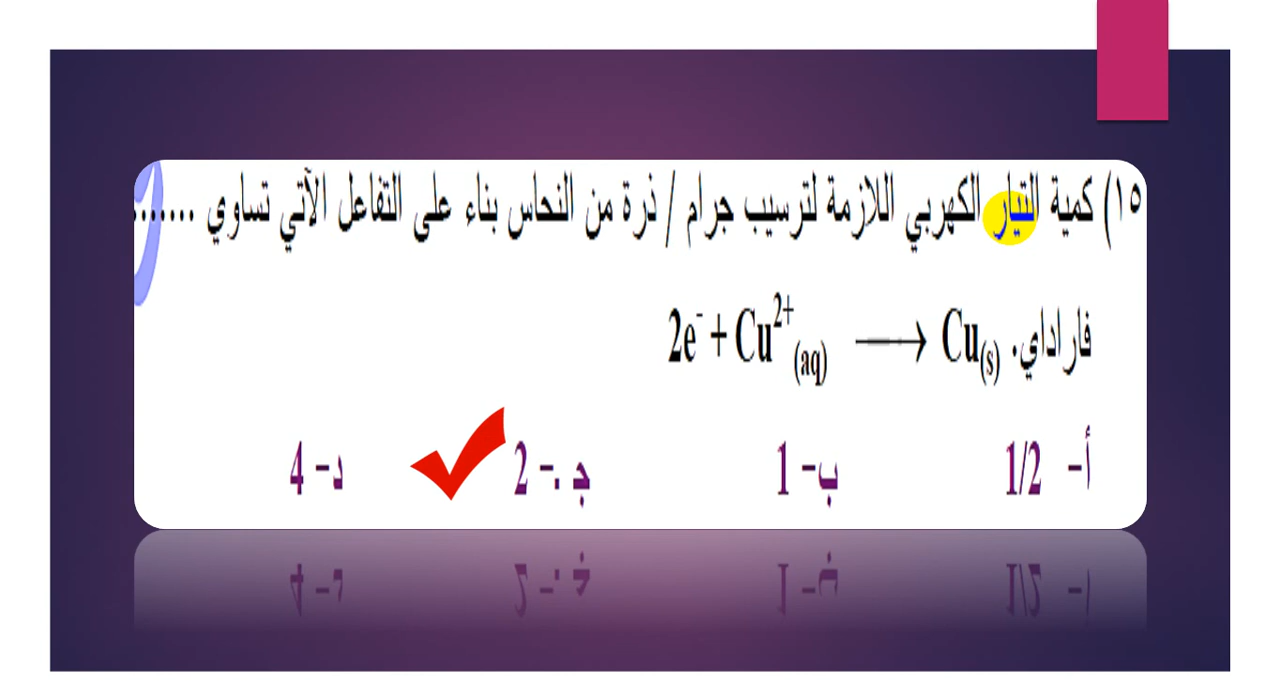 ١٥) كمية التيار الكهربي اللازمة لترسيب جرام / ذرة من النحاس بناء على التفاعل الآتي تساوي ......
فاراداي. 2e⁻ + Cu²⁺(aq) ⟶ Cu(s)
أ- 1/2 ب- 1 جـ- 2 د- 4